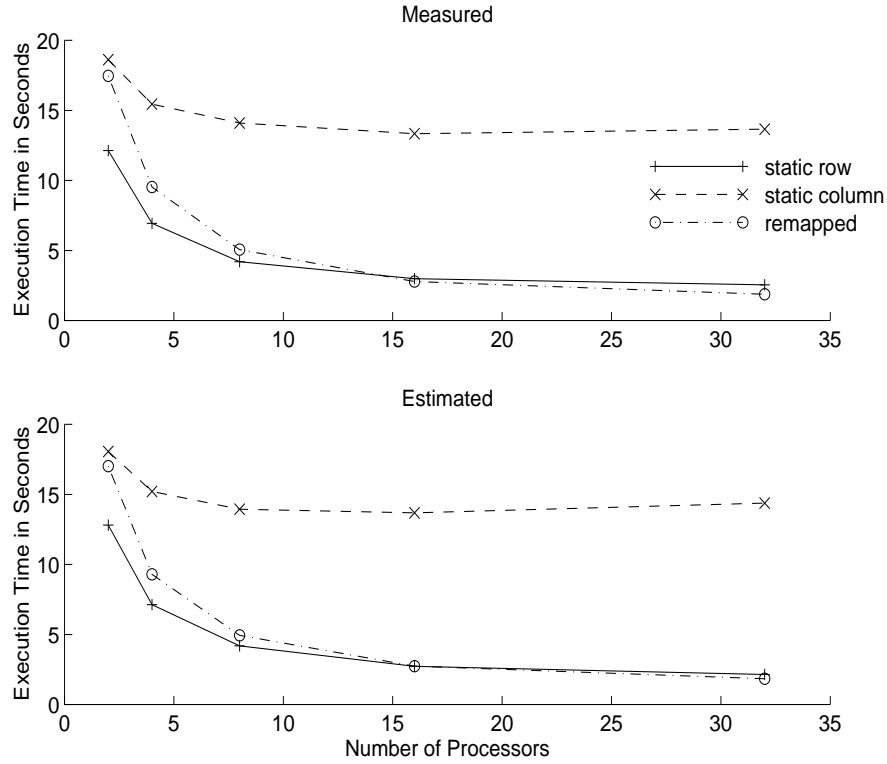 Measured
Execution Time in Seconds
20
15
10
5
0
0 5 10 15 20 25 30 35
static row
static column
remapped
Estimated
Execution Time in Seconds
20
15
10
5
0
0 5 10 15 20 25 30 35
Number of Processors